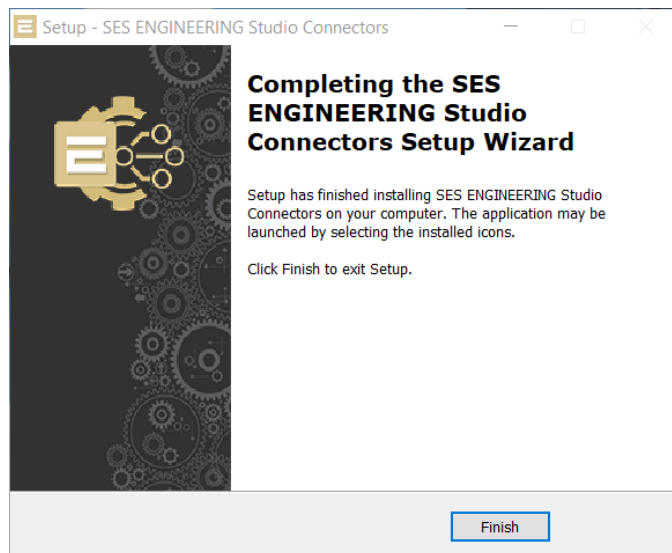 Setup - SES ENGINEERING Studio Connectors
Completing the SES
ENGINEERING Studio
Connectors Setup Wizard
Setup has finished installing SES ENGINEERING Studio
Connectors on your computer. The application may be
launched by selecting the installed icons.
Click Finish to exit Setup.
Finish